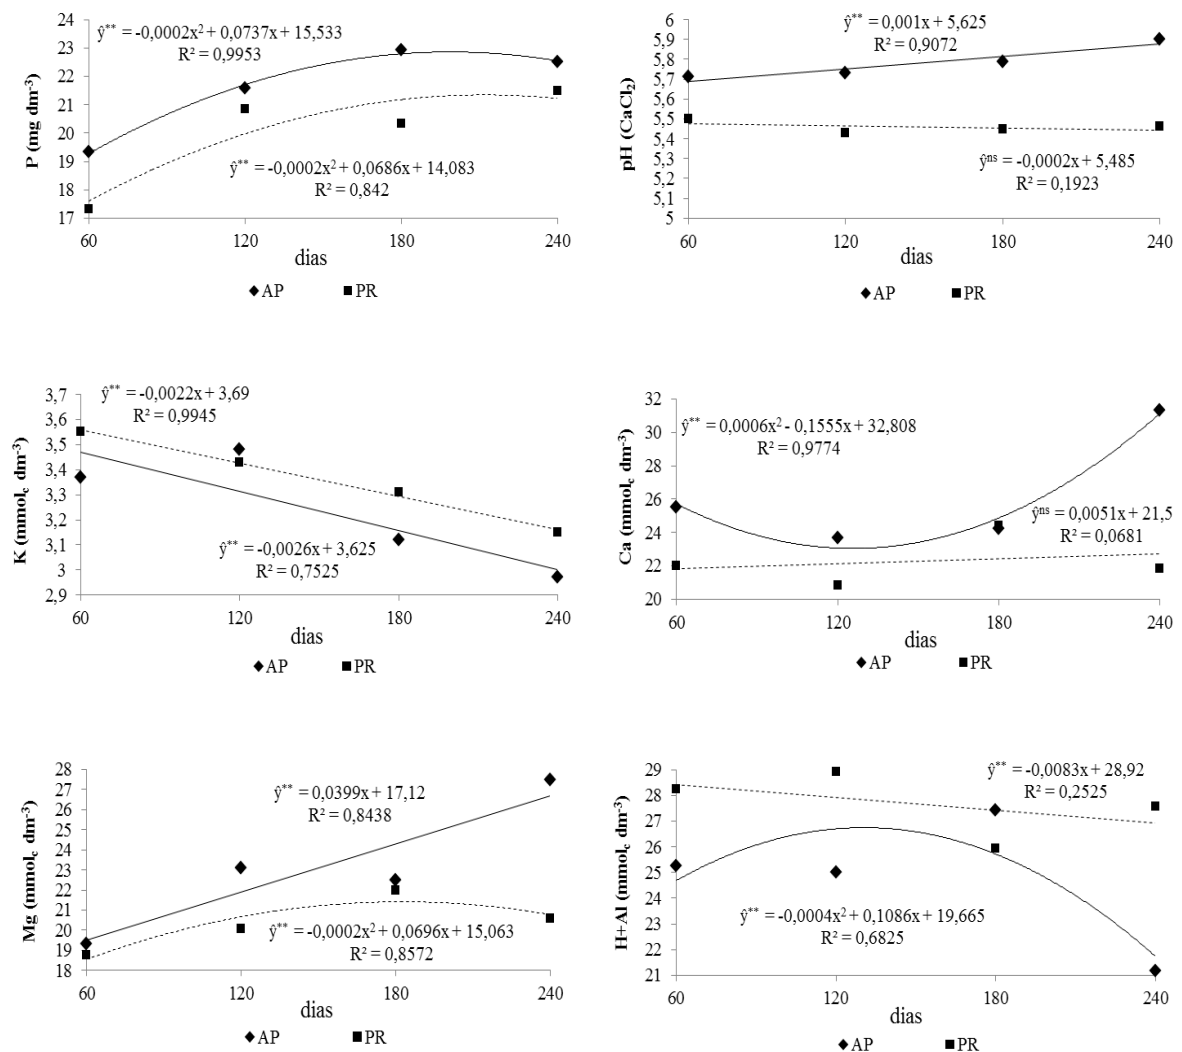 P (mg dm⁻³)
24
23
22
21
20
19
18
17
ŷ** = -0,0002x² + 0,0737x + 15,533
R² = 0,9953
ŷ** = -0,0002x² + 0,0686x + 14,083
R² = 0,842
60 120 180 240
dias
AP PR
pH (CaCl₂)
6
5,9
5,8
5,7
5,6
5,5
5,4
5,3
5,2
5,1
5
ŷ** = 0,001x + 5,625
R² = 0,9072
ŷⁿˢ = -0,0002x + 5,485
R² = 0,1923
60 120 180 240
dias
AP PR
K (mmol꜀ dm⁻³)
3,7
3,6
3,5
3,4
3,3
3,2
3,1
3
2,9
ŷ** = -0,0022x + 3,69
R² = 0,9945
ŷ** = -0,0026x + 3,625
R² = 0,7525
60 120 180 240
dias
AP PR
Ca (mmol꜀ dm⁻³)
32
30
28
26
24
22
20
ŷ** = 0,0006x² - 0,1555x + 32,808
R² = 0,9774
ŷⁿˢ = 0,0051x + 21,5
R² = 0,0681
60 120 180 240
dias
AP PR
Mg (mmol꜀ dm⁻³)
28
27
26
25
24
23
22
21
20
19
18
ŷ** = 0,0399x + 17,12
R² = 0,8438
ŷ** = -0,0002x² + 0,0696x + 15,063
R² = 0,8572
60 120 180 240
dias
AP PR
H+Al (mmol꜀ dm⁻³)
29
28
27
26
25
24
23
22
21
ŷ** = -0,0083x + 28,92
R² = 0,2525
ŷ** = -0,0004x² + 0,1086x + 19,665
R² = 0,6825
60 120 180 240
dias
AP PR